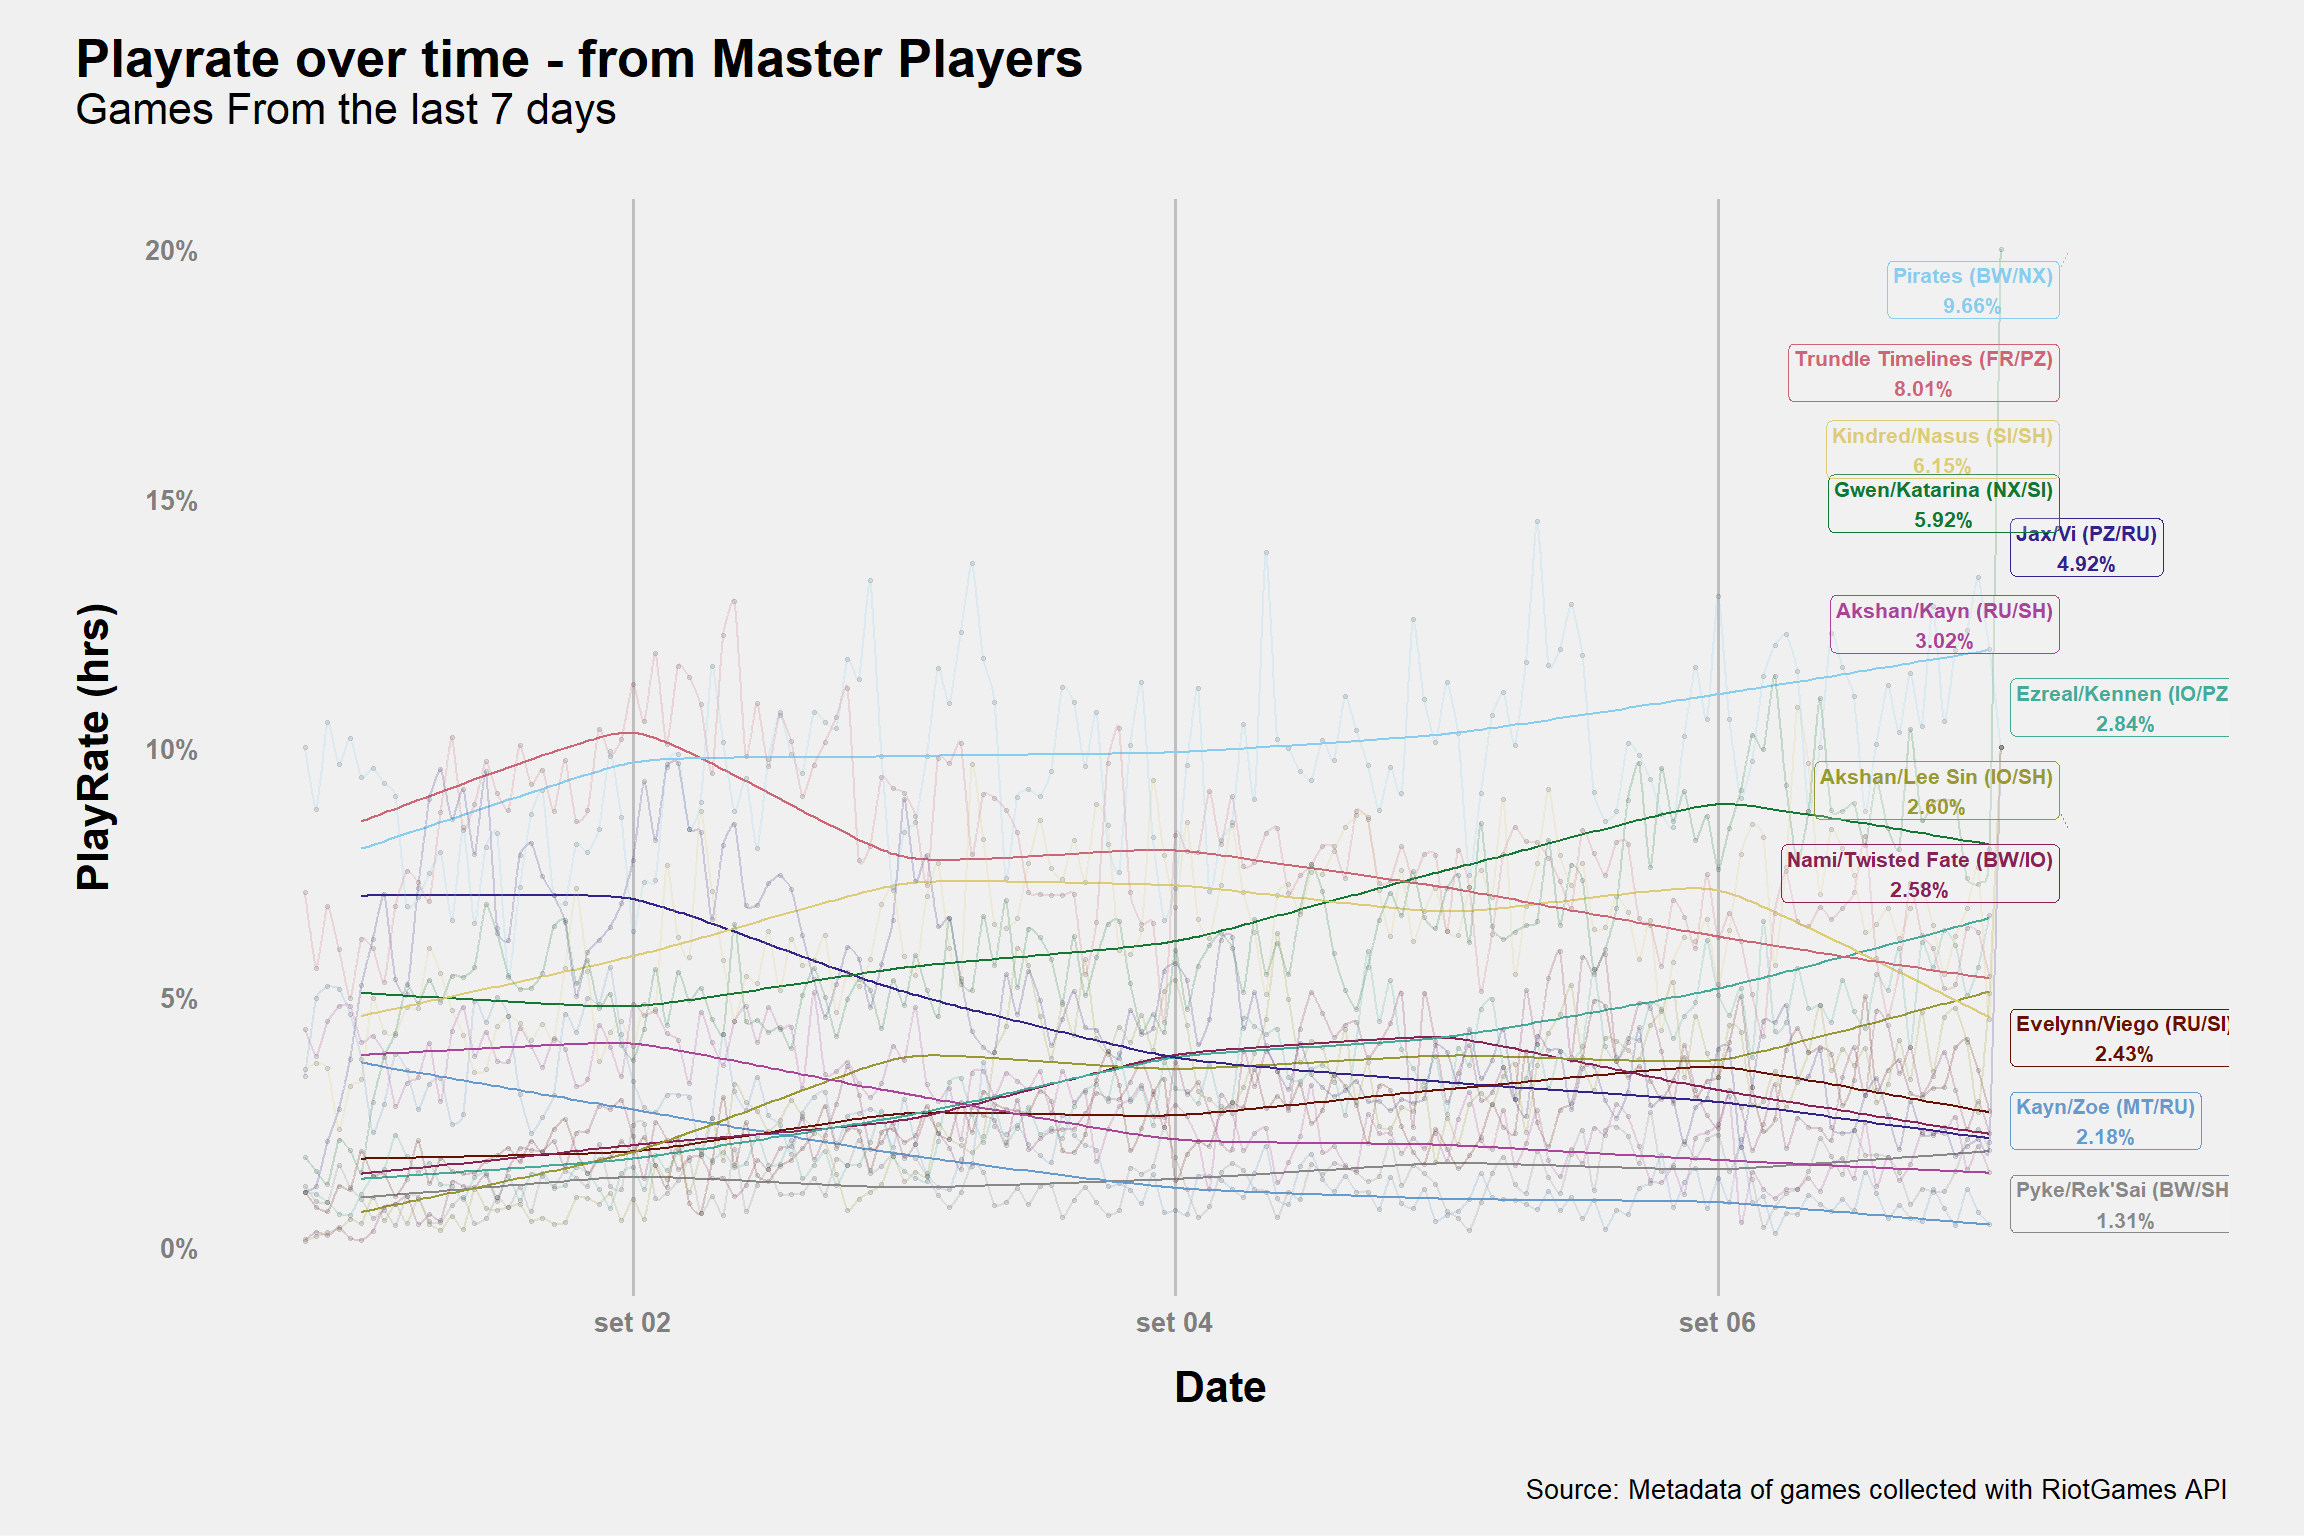 Playrate over time - from Master Players
Games From the last 7 days
PlayRate (hrs)
20%
15%
10%
5%
0%
Pirates (BW/NX)
9.66%
Trundle Timelines (FR/PZ)
8.01%
Kindred/Nasus (SI/SH)
6.15%
Gwen/Katarina (NX/SI)
5.92%
Jax/Vi (PZ/RU)
4.92%
Akshan/Kayn (RU/SH)
3.02%
Ezreal/Kennen (IO/PZ
2.84%
Akshan/Lee Sin (IO/SH)
2.60%
Nami/Twisted Fate (BW/IO)
2.58%
Evelynn/Viego (RU/SI)
2.43%
Kayn/Zoe (MT/RU)
2.18%
Pyke/Rek'Sai (BW/SH
1.31%
set 02
set 04
set 06
Date
Source: Metadata of games collected with RiotGames API